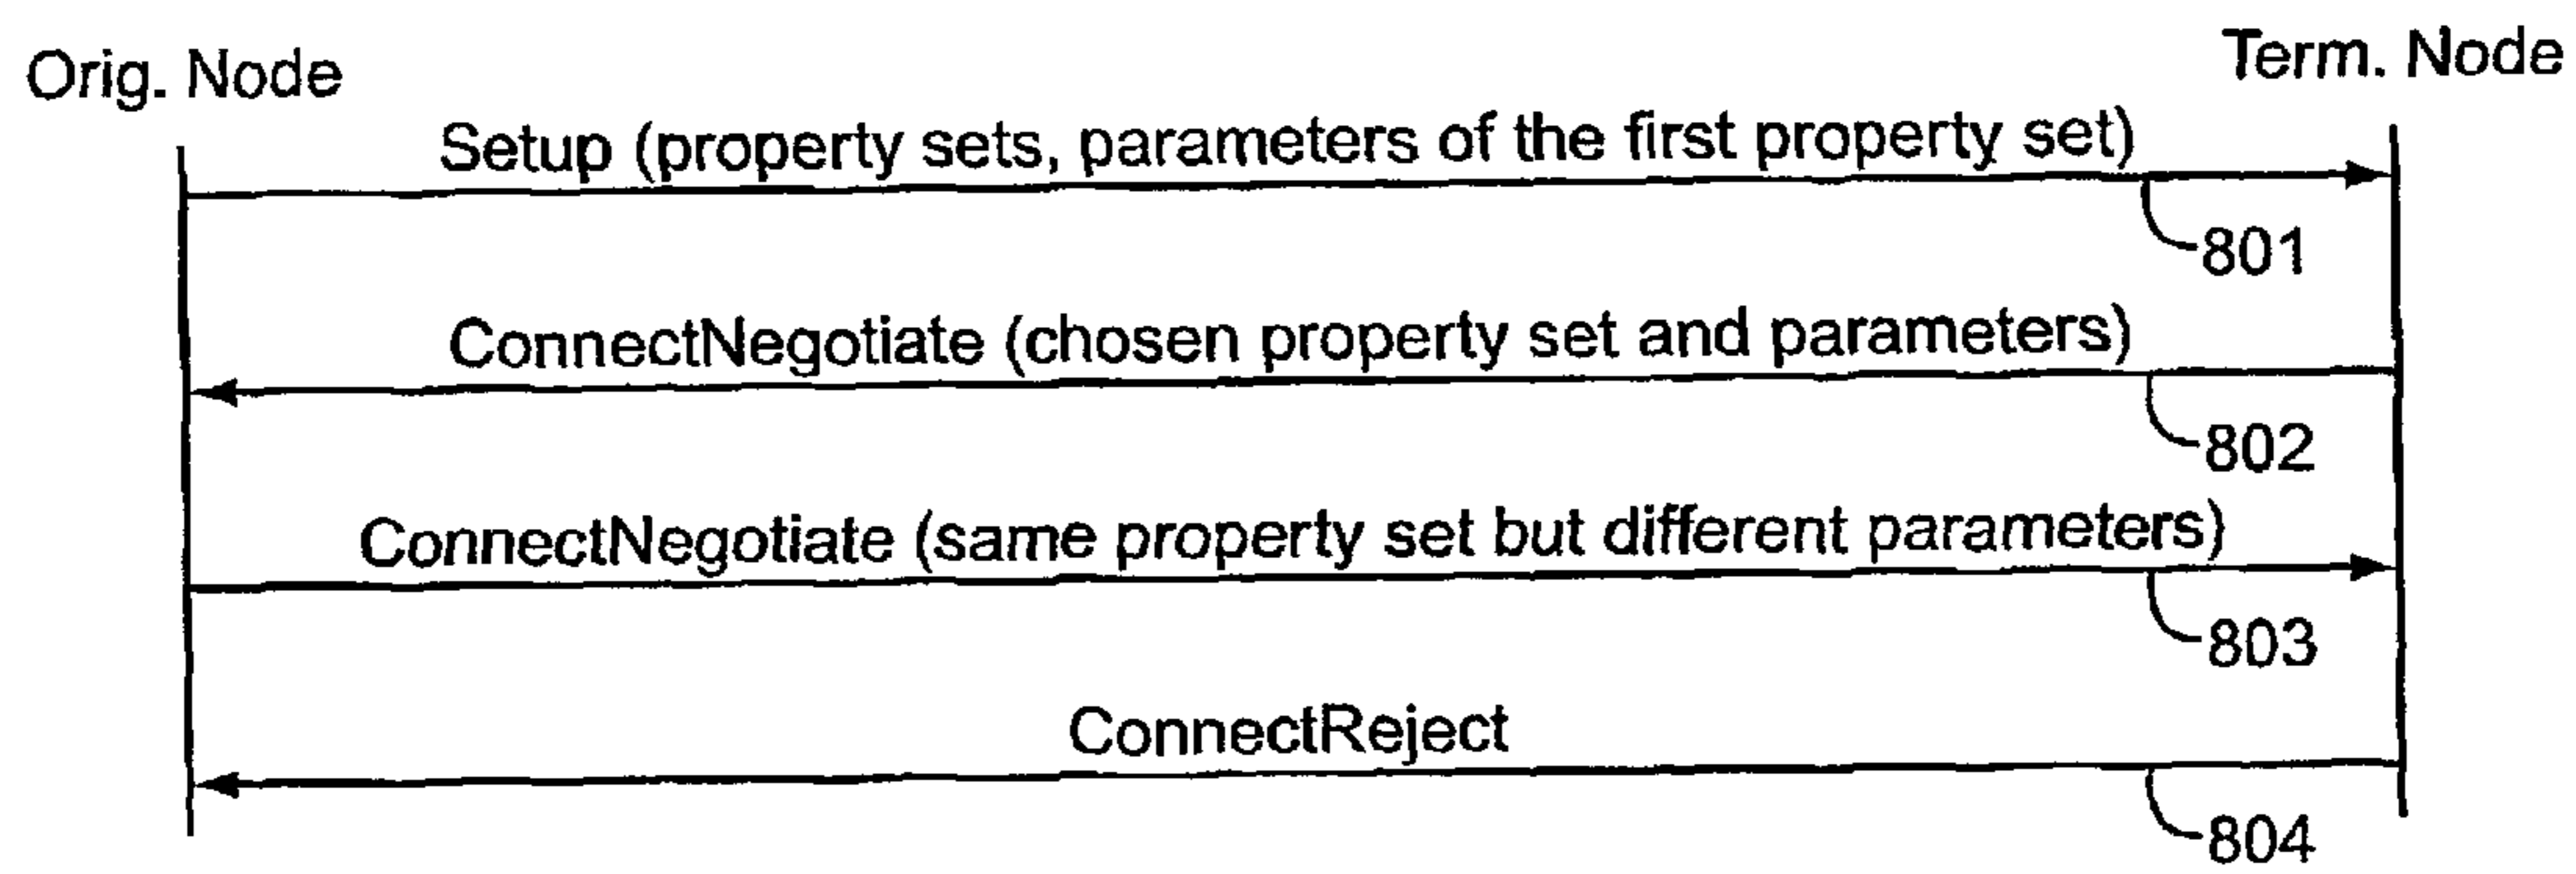 Orig. Node
Term. Node
Setup (property sets, parameters of the first property set)
801
ConnectNegotiate (chosen property set and parameters)
802
ConnectNegotiate (same property set but different parameters)
803
ConnectReject
804